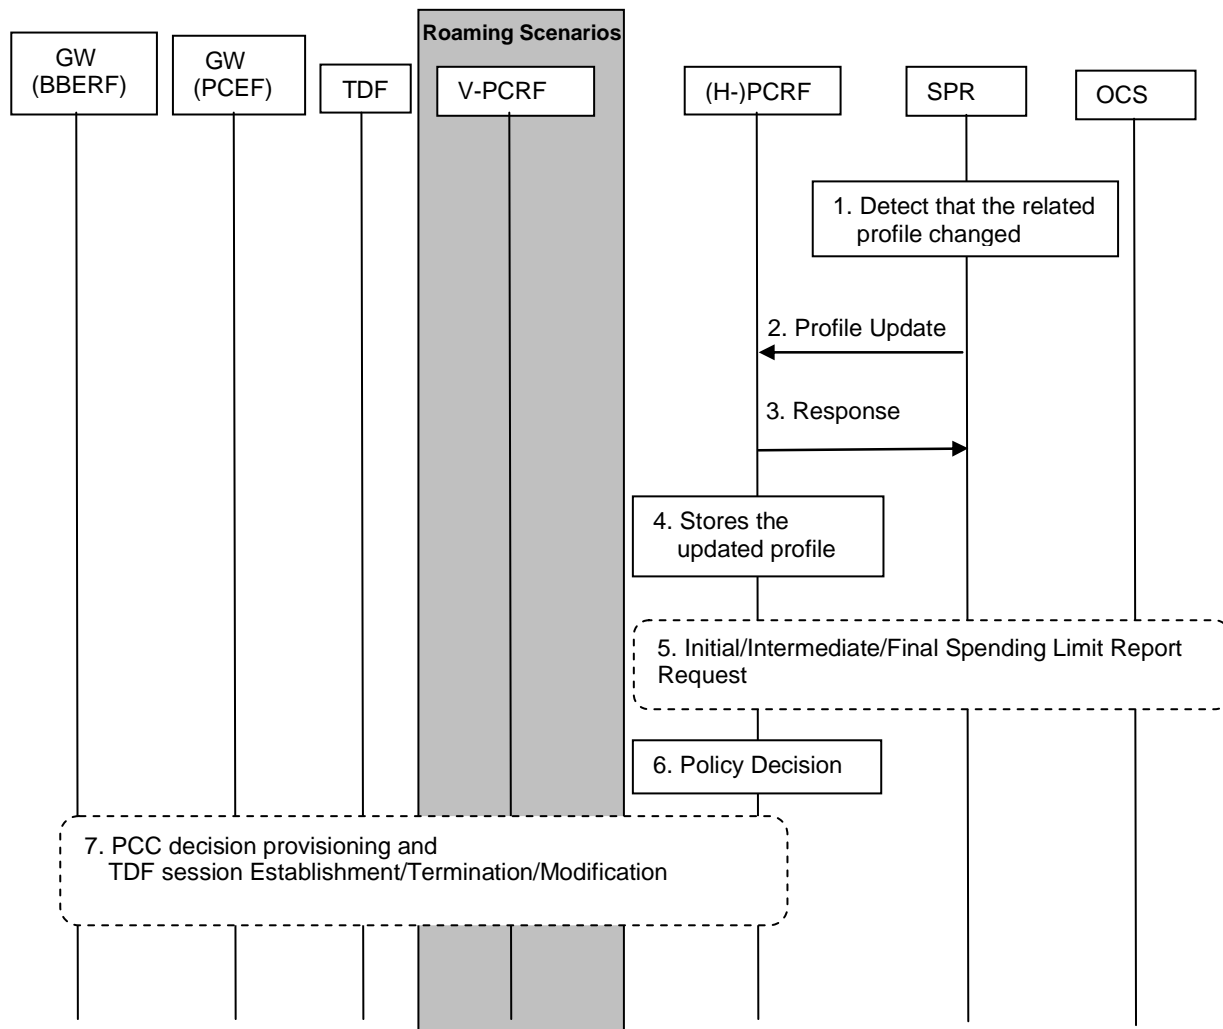 Roaming Scenarios
GW
(BBERF)
GW
(PCEF)
TDF
V-PCRF
(H-)PCRF
SPR
OCS
1. Detect that the related
profile changed
2. Profile Update
3. Response
4. Stores the
updated profile
5. Initial/Intermediate/Final Spending Limit Report
Request
6. Policy Decision
7. PCC decision provisioning and
TDF session Establishment/Termination/Modification